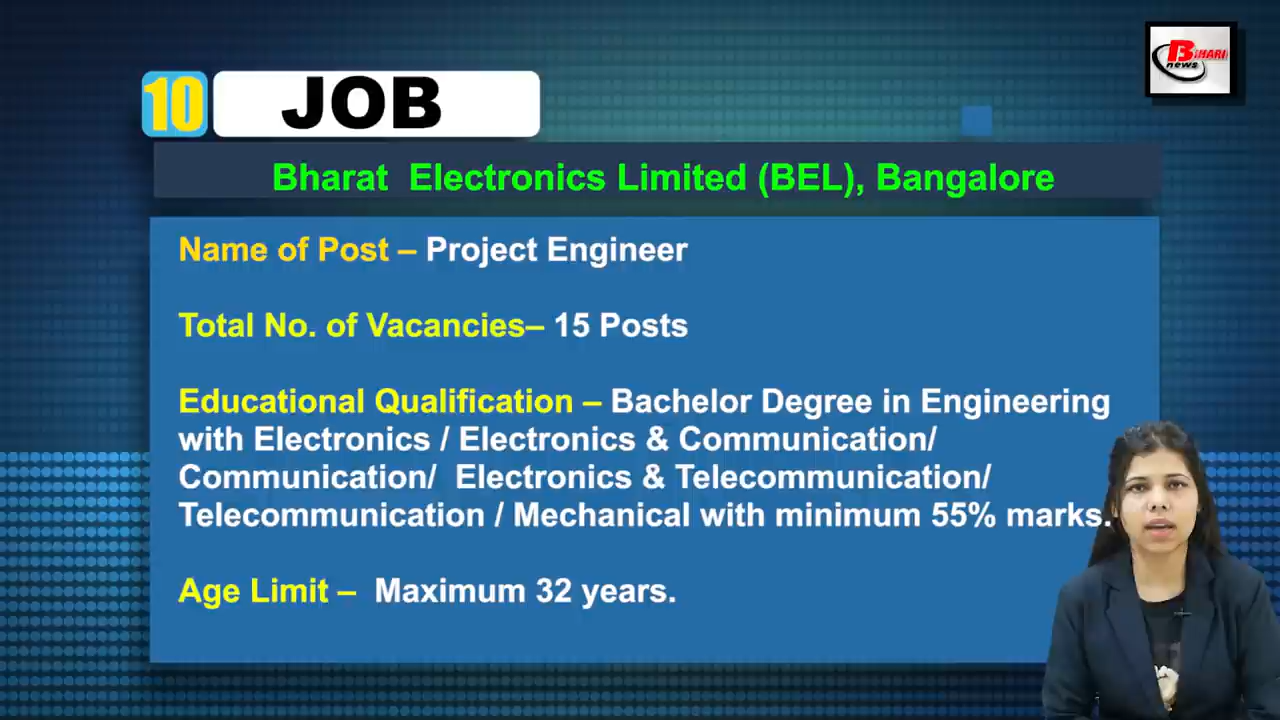 BIHARI
news
10 JOB
Bharat Electronics Limited (BEL), Bangalore
Name of Post – Project Engineer
Total No. of Vacancies– 15 Posts
Educational Qualification – Bachelor Degree in Engineering
with Electronics / Electronics & Communication/
Communication/ Electronics & Telecommunication/
Telecommunication / Mechanical with minimum 55% marks.
Age Limit – Maximum 32 years.